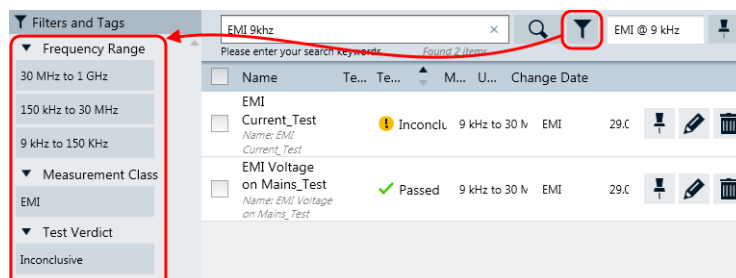 Filters and Tags
Frequency Range
30 MHz to 1 GHz
150 kHz to 30 MHz
9 kHz to 150 KHz
Measurement Class
EMI
Test Verdict
Inconclusive
EMI 9khz
EMI @ 9 kHz
Please enter your search keywords Found 2 items
Name Te... Te... M... U... Change Date
EMI
Current_Test
Name: EMI
Current_Test
Inconclu 9 kHz to 30 M EMI 29.0
EMI Voltage
on Mains_Test
Name: EMI Voltage
on Mains_Test
Passed 9 kHz to 30 M EMI 29.0